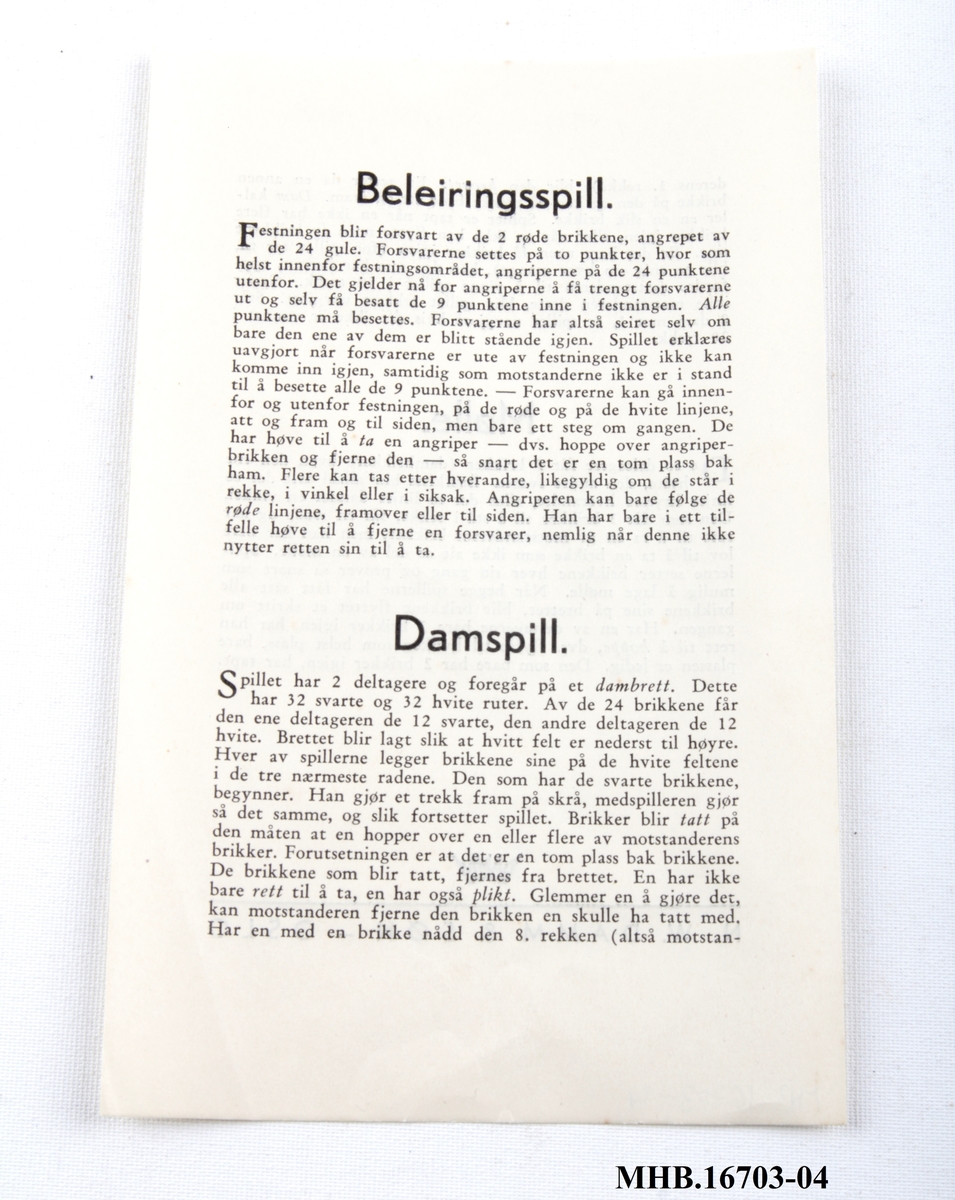 Beleiringsspill.
Festningen blir forsvart av de 2 røde brikkene, angrepet av
de 24 gule. Forsvarerne settes på to punkter, hvor som
helst innenfor festningsområdet, angriperne på de 24 punktene
utenfor. Det gjelder nå for angriperne å få trengt forsvarerne
ut og selv få besatt de 9 punktene inne i festningen. Alle
punktene må besettes. Forsvarerne har altså seiret selv om
bare den ene av dem er blitt stående igjen. Spillet erklæres
uavgjort når forsvarerne er ute av festningen og ikke kan
komme inn igjen, samtidig som motstanderne ikke er i stand
til å besette alle de 9 punktene. — Forsvarerne kan gå innen-
for og utenfor festningen, på de røde og på de hvite linjene,
att og fram og til siden, men bare ett steg om gangen. De
har høve til å ta en angriper — dvs. hoppe over angriper-
brikken og fjerne den — så snart det er en tom plass bak
ham. Flere kan tas etter hverandre, likegyldig om de står i
rekke, i vinkel eller i siksak. Angriperen kan bare følge de
røde linjene, framover eller til siden. Han har bare i ett til-
felle høve til å fjerne en forsvarer, nemlig når denne ikke
nytter retten sin til å ta.
Damspill.
Spillet har 2 deltagere og foregår på et dambrett. Dette
har 32 svarte og 32 hvite ruter. Av de 24 brikkene får
den ene deltageren de 12 svarte, den andre deltageren de 12
hvite. Brettet blir lagt slik at hvitt felt er nederst til høyre.
Hver av spillerne legger brikkene sine på de hvite feltene
i de tre nærmeste radene. Den som har de svarte brikkene,
begynner. Han gjør et trekk fram på skrå, medspilleren gjør
så det samme, og slik fortsetter spillet. Brikker blir tatt på
den måten at en hopper over en eller flere av motstanderens
brikker. Forutsetningen er at det er en tom plass bak brikkene.
De brikkene som blir tatt, fjernes fra brettet. En har ikke
bare rett til å ta, en har også plikt. Glemmer en å gjøre det,
kan motstanderen fjerne den brikken en skulle ha tatt med.
Har en med en brikke nådd den 8. rekken (altså motstan-
MHB.16703-04